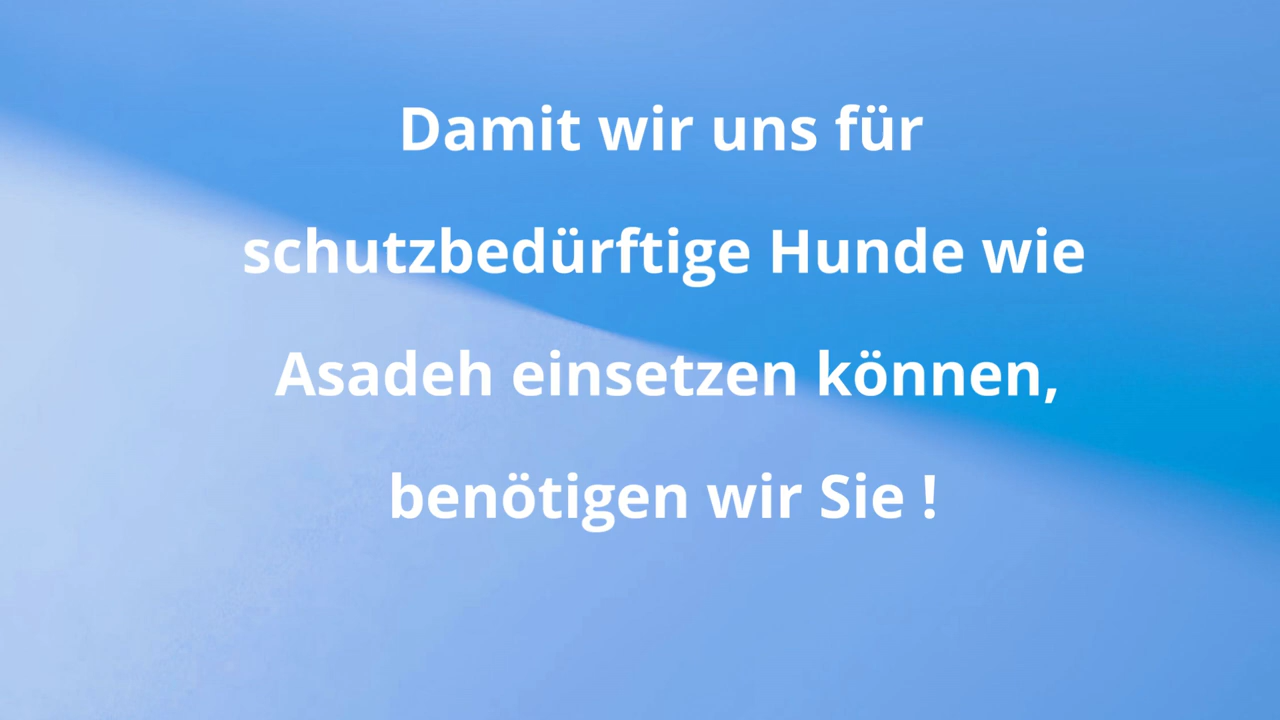 Damit wir uns für
schutzbedürftige Hunde wie
Asadeh einsetzen können,
benötigen wir Sie !